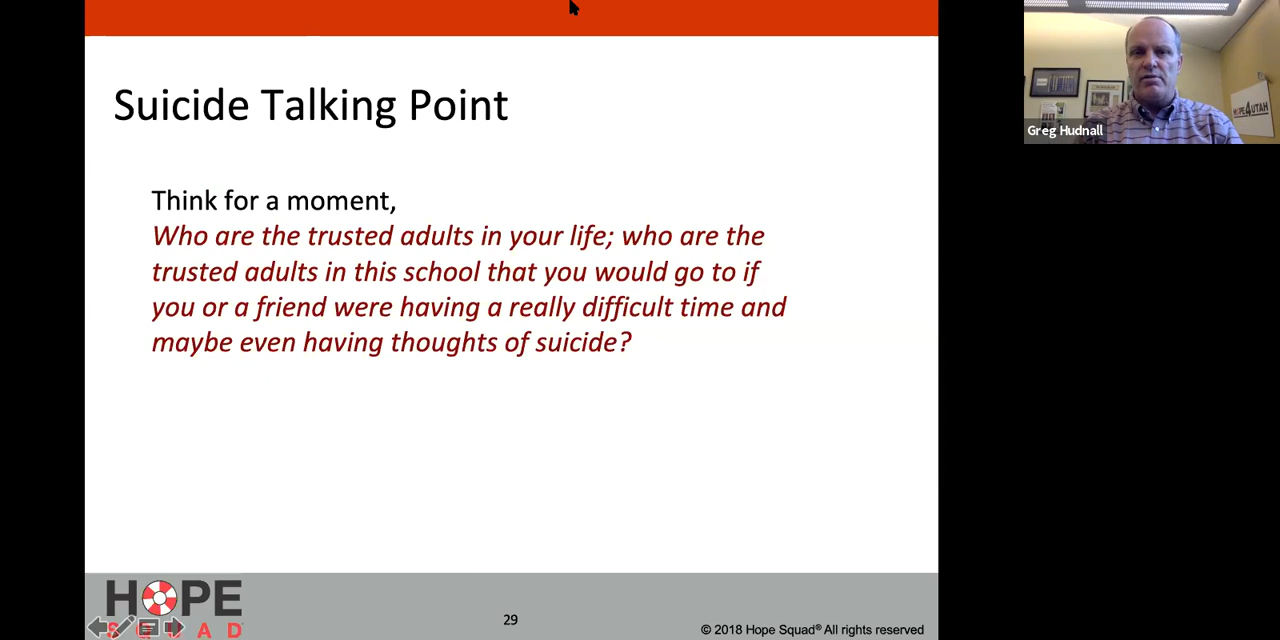 Suicide Talking Point
Think for a moment,
Who are the trusted adults in your life; who are the
trusted adults in this school that you would go to if
you or a friend were having a really difficult time and
maybe even having thoughts of suicide?
HOPE
SQUAD
29
© 2018 Hope Squad® All rights reserved
Greg Hudnall
HOPE4UTAH